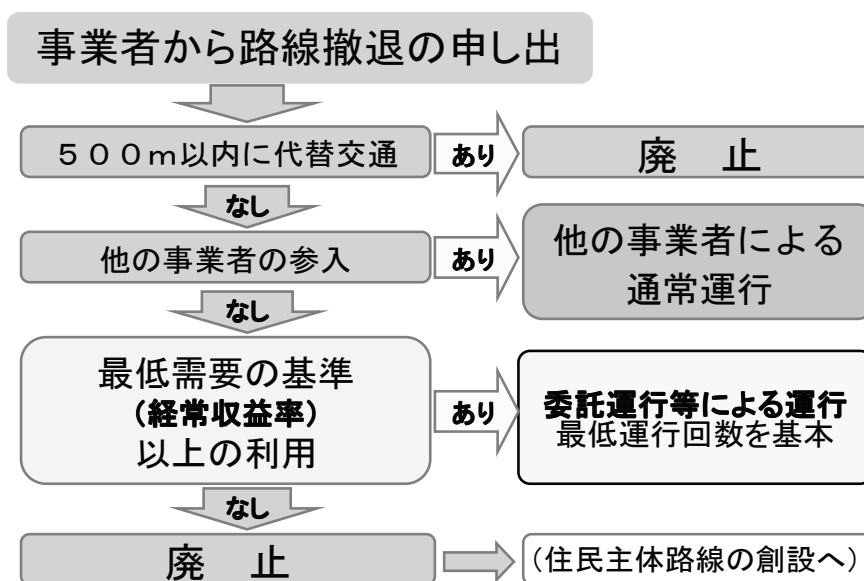 事業者から路線撤退の申し出
５００ｍ以内に代替交通
あり
廃　止
なし
他の事業者の参入
あり
他の事業者による
通常運行
なし
最低需要の基準
（経常収益率）
以上の利用
あり
委託運行等による運行
最低運行回数を基本
なし
廃　止
（住民主体路線の創設へ）